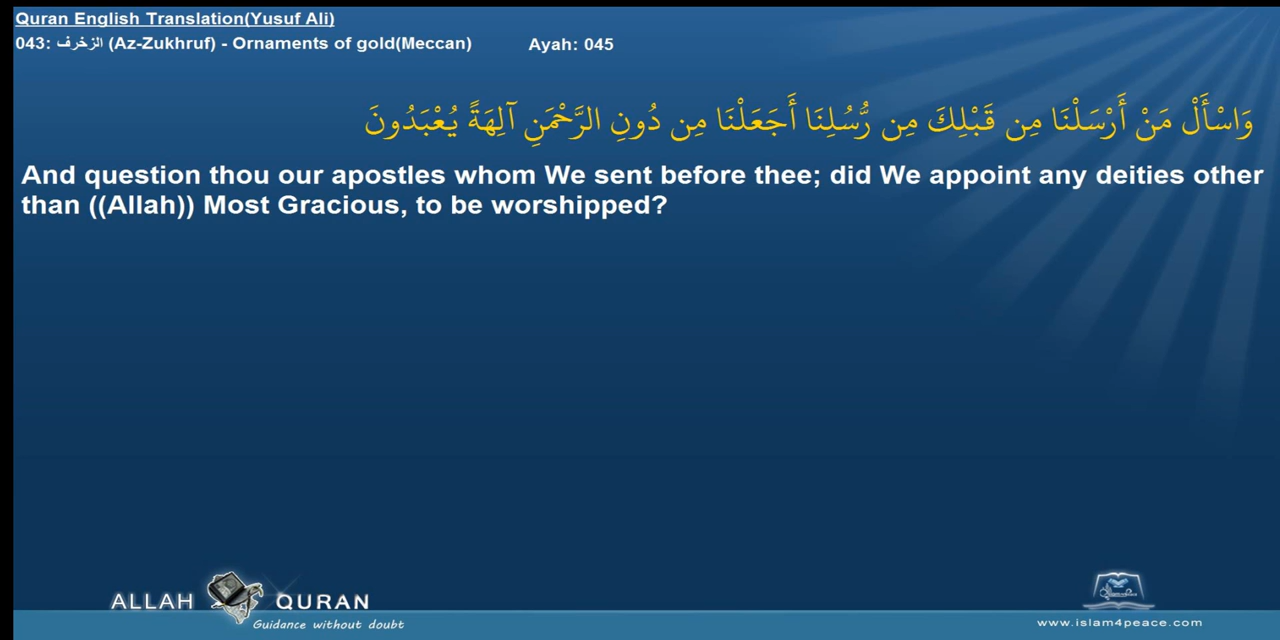 Quran English Translation(Yusuf Ali)
043: الزخرف (Az-Zukhruf) - Ornaments of gold(Meccan) Ayah: 045
وَاسْأَلْ مَنْ أَرْسَلْنَا مِن قَبْلِكَ مِن رُّسُلِنَا أَجَعَلْنَا مِن دُونِ الرَّحْمَنِ آلِهَةً يُعْبَدُونَ
And question thou our apostles whom We sent before thee; did We appoint any deities other
than ((Allah)) Most Gracious, to be worshipped?
ALLAH QURAN
Guidance without doubt
www.islam4peace.com